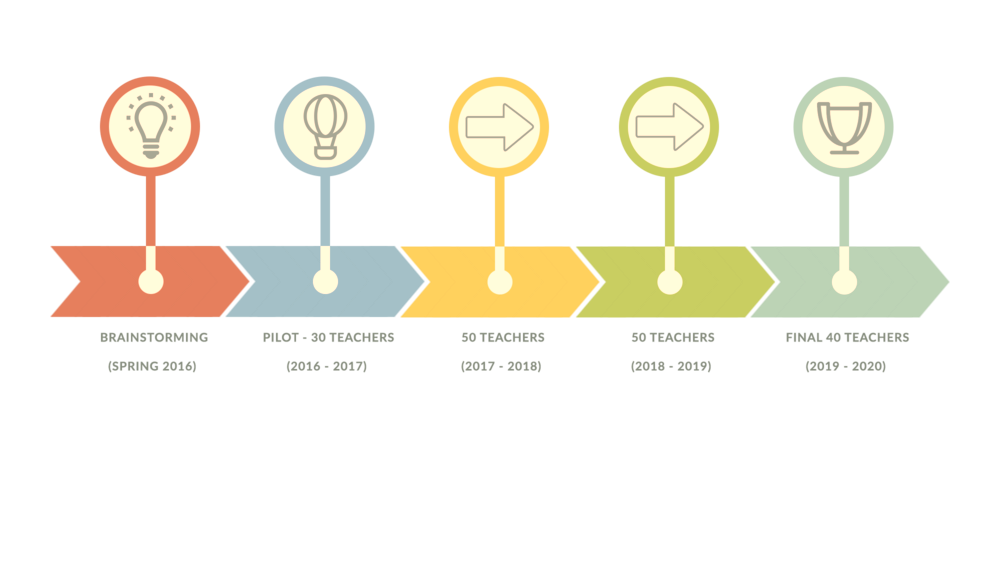 BRAINSTORMING
(SPRING 2016)
PILOT - 30 TEACHERS
(2016 - 2017)
50 TEACHERS
(2017 - 2018)
50 TEACHERS
(2018 - 2019)
FINAL 40 TEACHERS
(2019 - 2020)